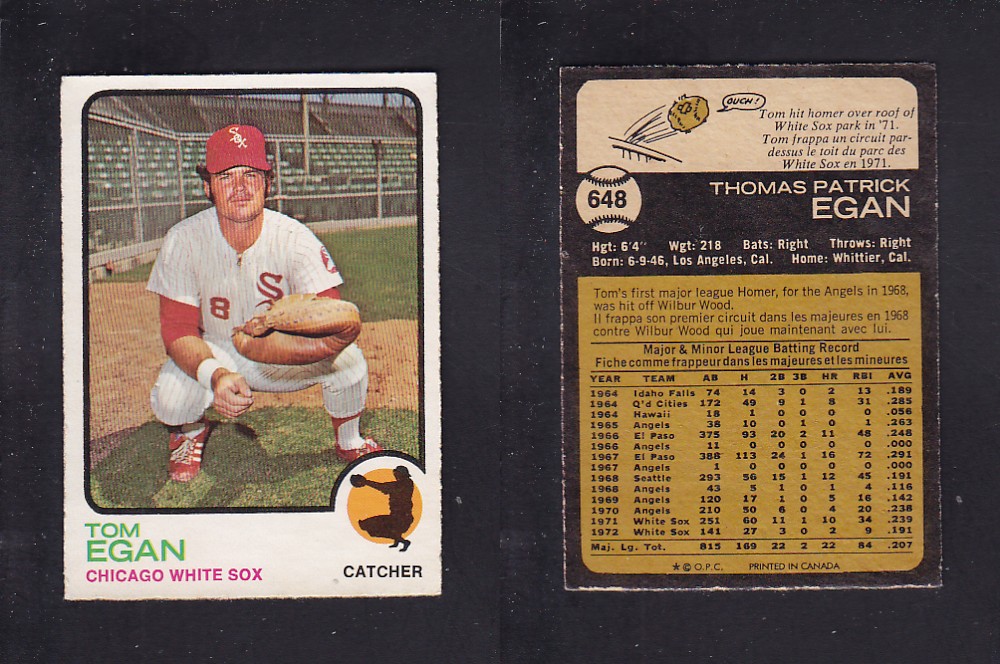 SOX
8
S
TOM
EGAN
CHICAGO WHITE SOX
CATCHER
OUCH!
Tom hit homer over roof of
White Sox park in '71.
Tom frappa un circuit par-
dessus le toit du parc des
White Sox en 1971.
648
THOMAS PATRICK
EGAN
Hgt: 6'4" Wgt: 218 Bats: Right Throws: Right
Born: 6-9-46, Los Angeles, Cal. Home: Whittier, Cal.
Tom's first major league Homer, for the Angels in 1968,
was hit off Wilbur Wood.
Il frappa son premier circuit dans les majeures en 1968
contre Wilbur Wood qui joue maintenant avec lui.
Major & Minor League Batting Record
Fiche comme frappeur dans les majeures et les mineures
YEAR TEAM AB H 2B 3B HR RBI AVG
1964 Idaho Falls 74 14 3 0 2 13 .189
1964 Q'd Cities 172 49 9 1 8 31 .285
1964 Hawaii 18 1 0 0 0 0 .056
1965 Angels 38 10 0 1 0 1 .263
1966 El Paso 375 93 20 2 11 48 .248
1966 Angels 11 0 0 0 0 0 .000
1967 El Paso 388 113 24 1 16 72 .291
1967 Angels 1 0 0 0 0 0 .000
1968 Seattle 293 56 15 1 12 45 .191
1968 Angels 43 5 1 0 1 4 .116
1969 Angels 120 17 1 0 5 16 .142
1970 Angels 210 50 6 0 4 20 .238
1971 White Sox 251 60 11 1 10 34 .239
1972 White Sox 141 27 3 0 2 9 .191
Maj. Lg. Tot. 815 169 22 2 22 84 .207
★ © O.P.C. PRINTED IN CANADA